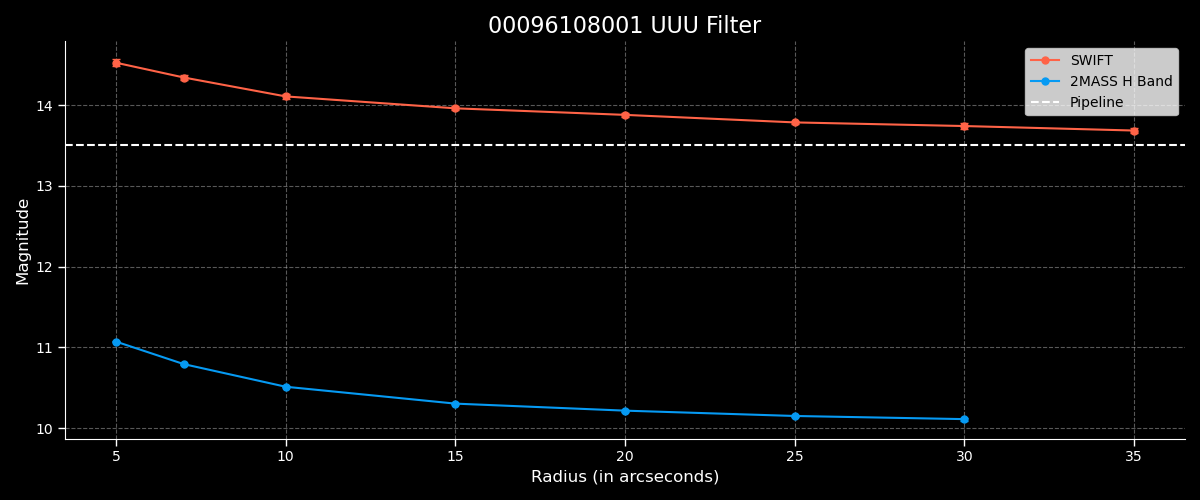 00096108001 UUU Filter
SWIFT
2MASS H Band
Pipeline
Magnitude
14
13
12
11
10
5
10
15
20
25
30
35
Radius (in arcseconds)